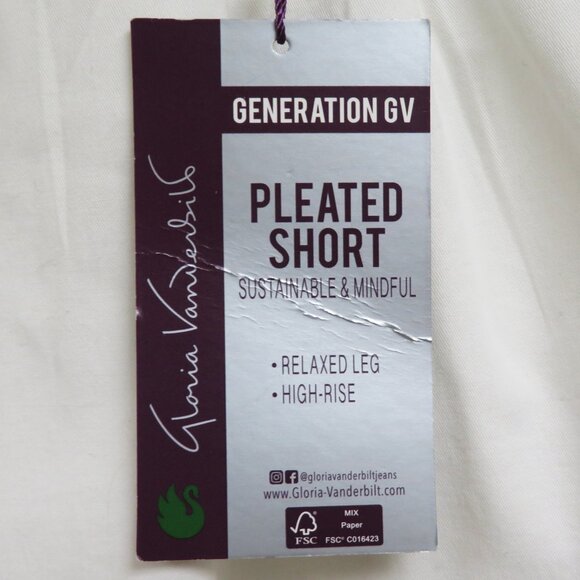 Gloria Vanderbilt
GENERATION GV
PLEATED
SHORT
SUSTAINABLE & MINDFUL
• RELAXED LEG
• HIGH-RISE
@gloriavanderbiltjeans
www.Gloria-Vanderbilt.com
FSC
MIX
Paper
FSC® C016423